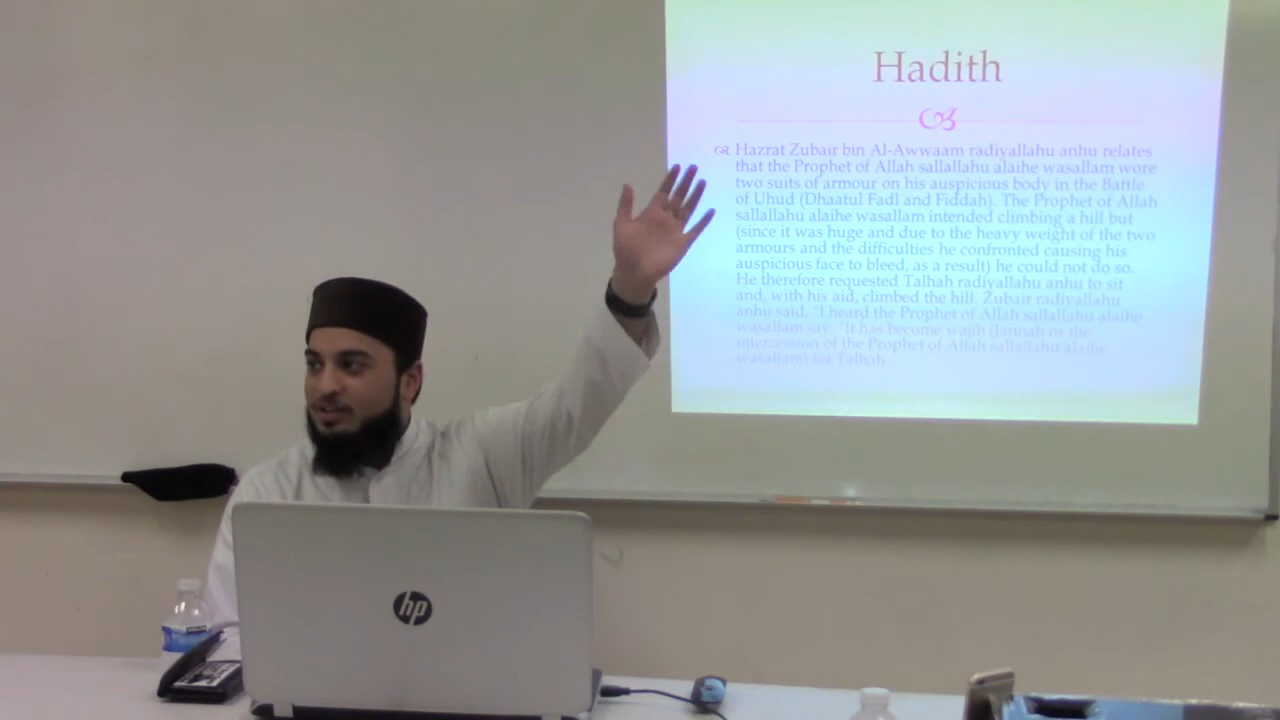 Hadith
Hazrat Zubair bin Al-Awwaam radiyallahu anhu relates
that the Prophet of Allah sallallahu alaihe wasallam wore
two suits of armour on his auspicious body in the Battle
of Uhud (Dhaatul Fadl and Fiddah). The Prophet of Allah
sallallahu alaihe wasallam intended climbing a hill but
(since it was huge and due to the heavy weight of the two
armours and the difficulties he confronted causing his
auspicious face to bleed, as a result) he could not do so.
He therefore requested Talhah radiyallahu anhu to sit
and, with his aid, climbed the hill. Zubair radiyallahu
anhu said, "I heard the Prophet of Allah sallallahu alaihe
wasallam say, "It has become wajib (Jannah or the
intercession of the Prophet of Allah sallallahu alaihe
wasallam) for Talhah
hp